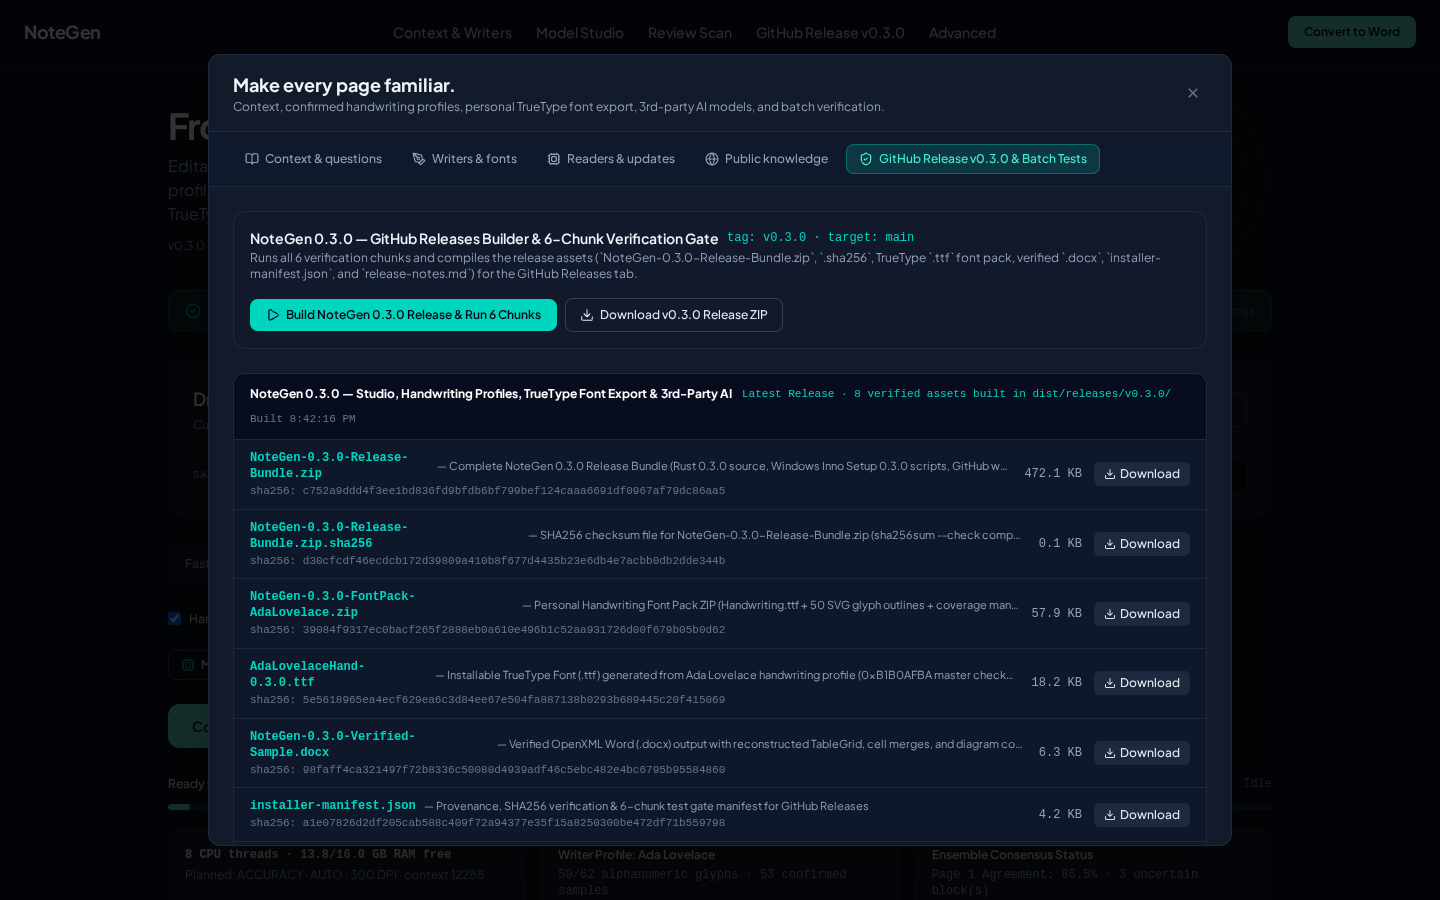 NoteGen
Context & Writers
Model Studio
Review Scan
GitHub Release v0.3.0
Advanced
Convert to Word
Make every page familiar.
Context, confirmed handwriting profiles, personal TrueType font export, 3rd-party AI models, and batch verification.
Context & questions
Writers & fonts
Readers & updates
Public knowledge
GitHub Release v0.3.0 & Batch Tests
NoteGen 0.3.0 — GitHub Releases Builder & 6-Chunk Verification Gate tag: v0.3.0 · target: main
Runs all 6 verification chunks and compiles the release assets (`NoteGen-0.3.0-Release-Bundle.zip`, `.sha256`, TrueType `.ttf` font pack, verified `.docx`, `installer-
manifest.json`, and `release-notes.md`) for the GitHub Releases tab.
Build NoteGen 0.3.0 Release & Run 6 Chunks
Download v0.3.0 Release ZIP
NoteGen 0.3.0 — Studio, Handwriting Profiles, TrueType Font Export & 3rd-Party AI Latest Release · 8 verified assets built in dist/releases/v0.3.0/
Built 8:42:16 PM
NoteGen-0.3.0-Release-
Bundle.zip
— Complete NoteGen 0.3.0 Release Bundle (Rust 0.3.0 source, Windows Inno Setup 0.3.0 scripts, GitHub w…
472.1 KB
Download
sha256: c752a9ddd4f3ee1bd836fd9bfdb6bf799bef124caaa6691df0967af79dc86aa5
NoteGen-0.3.0-Release-
Bundle.zip.sha256
— SHA256 checksum file for NoteGen-0.3.0-Release-Bundle.zip (sha256sum --check comp…
0.1 KB
Download
sha256: d30cfcdf46ecdcb172d39809a410b8f677d4435b23e6db4e7acbb0db2dde344b
NoteGen-0.3.0-FontPack-
AdaLovelace.zip
— Personal Handwriting Font Pack ZIP (Handwriting.ttf + 50 SVG glyph outlines + coverage man…
57.9 KB
Download
sha256: 39084f9317ec0bacf265f2888eb0a610e496b1c52aa931726d00f679b05b0d62
AdaLovelaceHand-
0.3.0.ttf
— Installable TrueType Font (.ttf) generated from Ada Lovelace handwriting profile (0xB1B0AFBA master check…
18.2 KB
Download
sha256: 5e5618965ea4ecf629ea6c3d84ee67e504fa887138b0293b689445c20f415069
NoteGen-0.3.0-Verified-
Sample.docx
— Verified OpenXML Word (.docx) output with reconstructed TableGrid, cell merges, and diagram co…
6.3 KB
Download
sha256: 98faff4ca321497f72b8336c50080d4939adf46c5ebc482e4bc6795b95584860
installer-manifest.json — Provenance, SHA256 verification & 6-chunk test gate manifest for GitHub Releases
4.2 KB
Download
sha256: a1e07826d2df205cab588c409f72a94377e35f15a8250300be472df71b559798
v0.3.0
Ready
Idle
8 CPU threads · 13.8/16.0 GB RAM free
Planned: ACCURACY · AUTO · 300 DPI · context 12288
Writer Profile: Ada Lovelace
50/62 alphanumeric glyphs · 53 confirmed
samples
Ensemble Consensus Status
Page 1 Agreement: 86.5% · 3 uncertain
block(s)